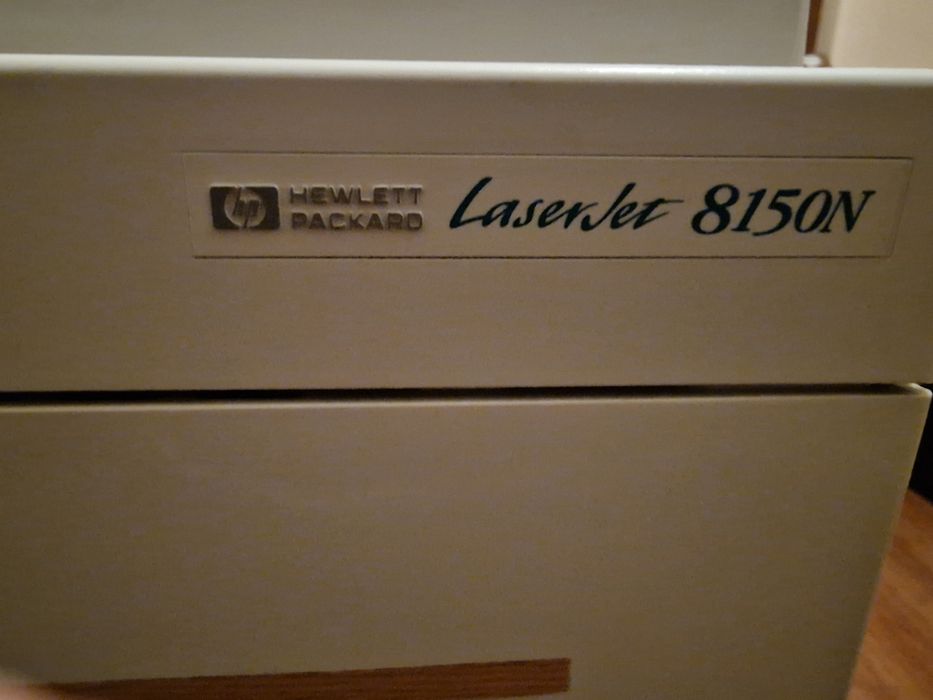 hp HEWLETT
PACKARD
LaserJet 8150N